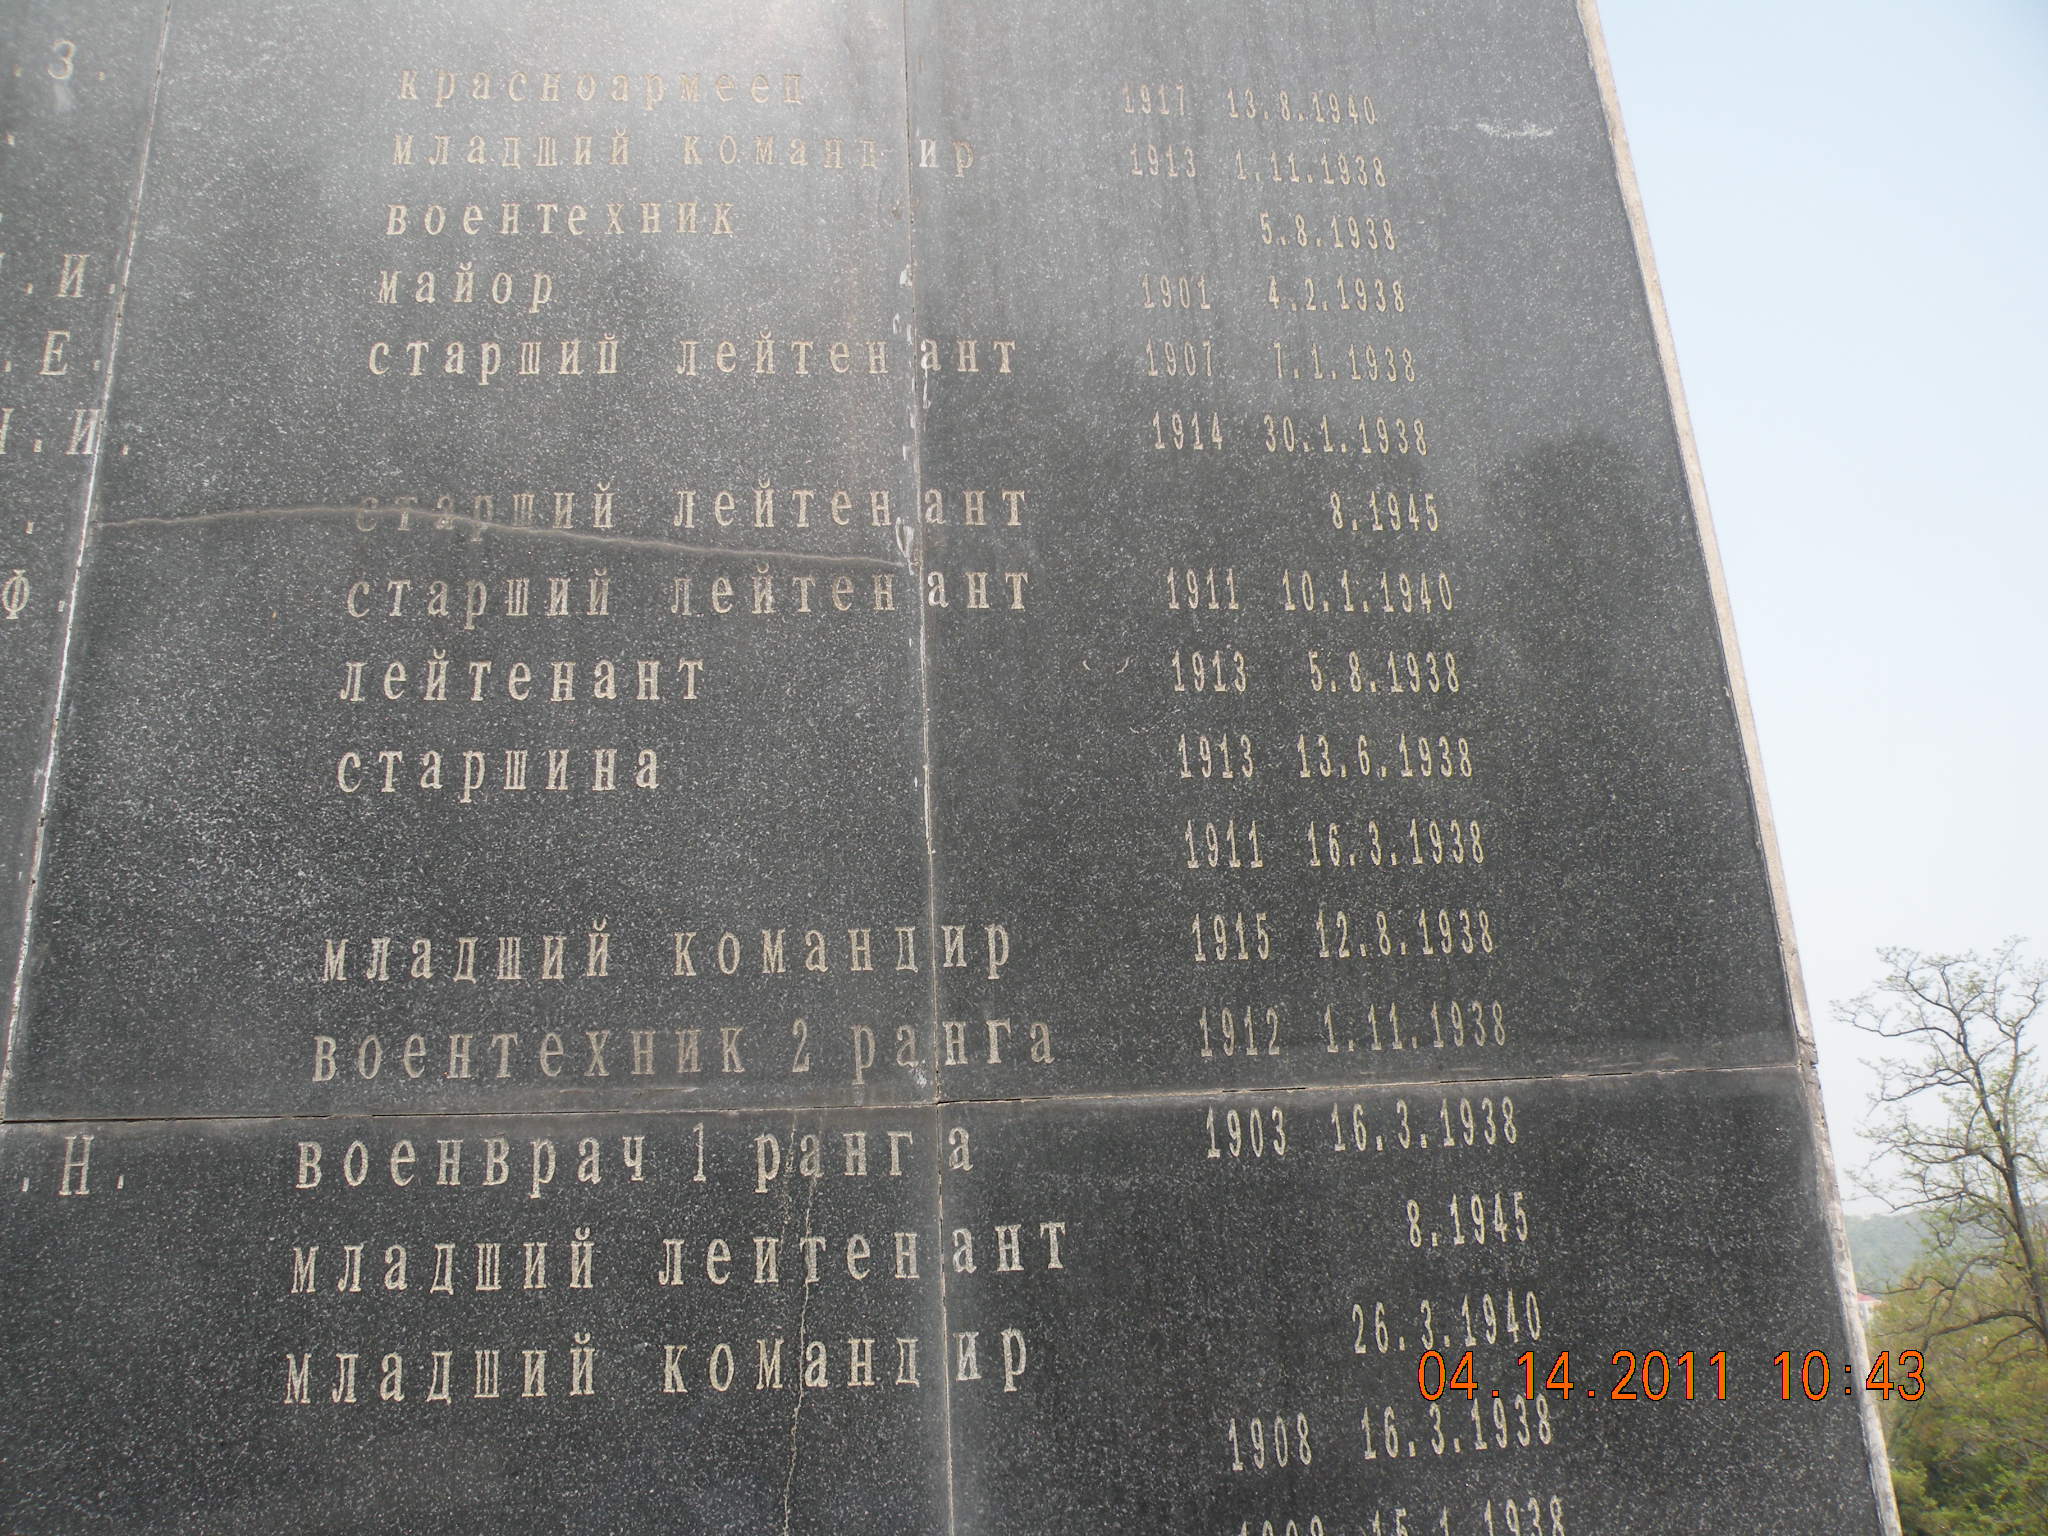 .З. красноармеец 1917 13.8.1940
младший командир 1913 1.11.1938
воентехник 5.8.1938
.И. майор 1901 4.2.1938
.Е. старший лейтенант 1907 7.1.1938
.И. 1914 30.1.1938
старший лейтенант 8.1945
Ф. старший лейтенант 1911 10.1.1940
лейтенант 1913 5.8.1938
старшина 1913 13.6.1938
1911 16.3.1938
младший командир 1915 12.8.1938
воентехник 2 ранга 1912 1.11.1938
.Н. военврач 1 ранга 1903 16.3.1938
младший леитенант 8.1945
младший командир 26.3.1940
04.14.2011 10:43
1908 16.3.1938
15.1.1938